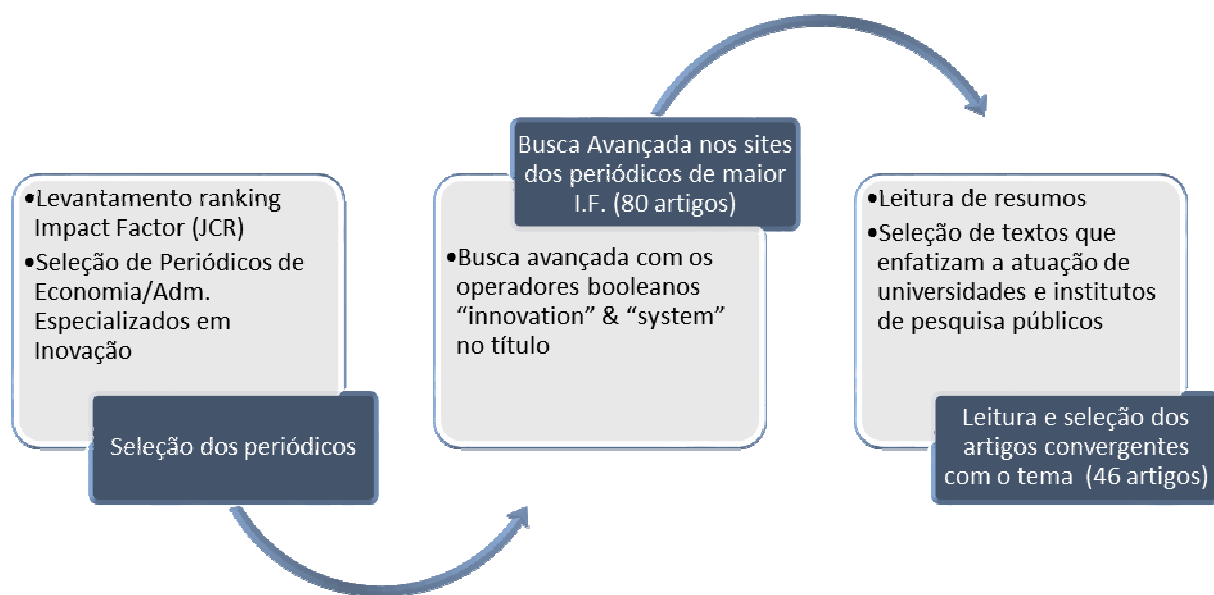 •Levantamento ranking
Impact Factor (JCR)
•Seleção de Periódicos de
Economia/Adm.
Especializados em
Inovação
Seleção dos periódicos
Busca Avançada nos sites
dos periódicos de maior
I.F. (80 artigos)
•Busca avançada com os
operadores booleanos
“innovation” & “system”
no título
•Leitura de resumos
•Seleção de textos que
enfatizam a atuação de
universidades e institutos
de pesquisa públicos
Leitura e seleção dos
artigos convergentes
com o tema (46 artigos)